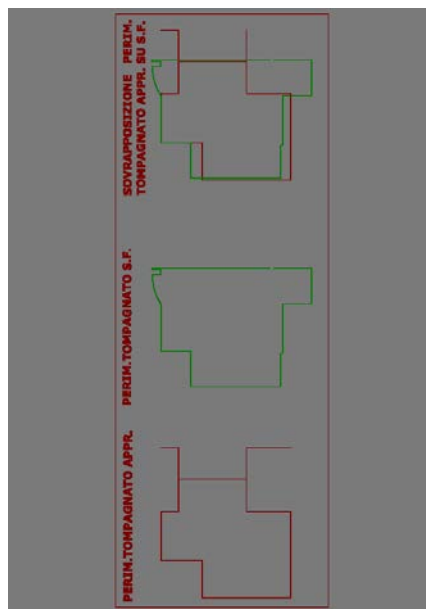 SOVRAPPOSIZIONE PERIM.
TOMPAGNATO APPR. SU S.F.
PERIM.TOMPAGNATO S.F.
PERIM.TOMPAGNATO APPR.